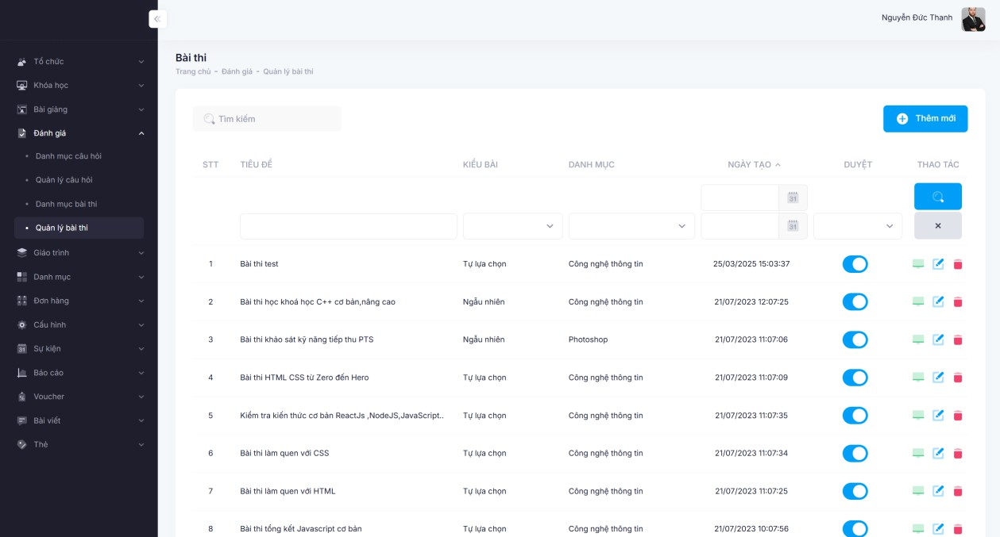 Nguyễn Đức Thanh
Tổ chức
Khóa học
Bài giảng
Đánh giá
Danh mục câu hỏi
Quản lý câu hỏi
Danh mục bài thi
Quản lý bài thi
Giáo trình
Danh mục
Đơn hàng
Cấu hình
Sự kiện
Báo cáo
Voucher
Bài viết
Thẻ
Bài thi
Trang chủ - Đánh giá - Quản lý bài thi
Tìm kiếm
Thêm mới
STT TIÊU ĐỀ KIỂU BÀI DANH MỤC NGÀY TẠO DUYỆT THAO TÁC
31
31
1 Bài thi test Tự lựa chọn Công nghệ thông tin 25/03/2025 15:03:37
2 Bài thi học khoá học C++ cơ bản,nâng cao Ngẫu nhiên Công nghệ thông tin 21/07/2023 12:07:25
3 Bài thi khảo sát kỹ năng tiếp thu PTS Ngẫu nhiên Photoshop 21/07/2023 11:07:06
4 Bài thi HTML CSS từ Zero đến Hero Tự lựa chọn Công nghệ thông tin 21/07/2023 11:07:09
5 Kiểm tra kiến thức cơ bản ReactJs ,NodeJS,JavaScript.. Tự lựa chọn Công nghệ thông tin 21/07/2023 11:07:35
6 Bài thi làm quen với CSS Tự lựa chọn Công nghệ thông tin 21/07/2023 11:07:34
7 Bài thi làm quen với HTML Tự lựa chọn Công nghệ thông tin 21/07/2023 11:07:25
8 Bài thi tổng kết Javascript cơ bản Tự lựa chọn Công nghệ thông tin 21/07/2023 10:07:56